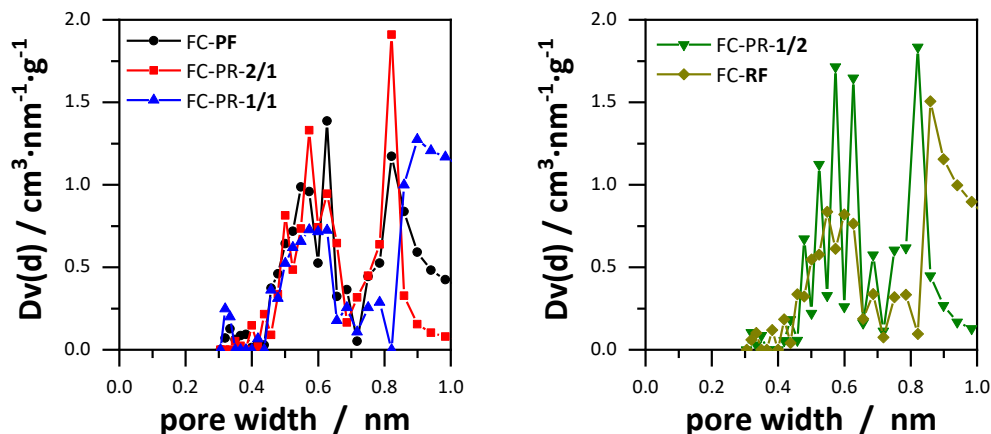 2.0
1.5
1.0
0.5
0.0
Dv(d) / cm³·nm⁻¹·g⁻¹
FC-PF
FC-PR-2/1
FC-PR-1/1
0.0 0.2 0.4 0.6 0.8 1.0
pore width / nm
2.0
1.5
1.0
0.5
0.0
Dv(d) / cm³·nm⁻¹·g⁻¹
FC-PR-1/2
FC-RF
0.0 0.2 0.4 0.6 0.8 1.0
pore width / nm